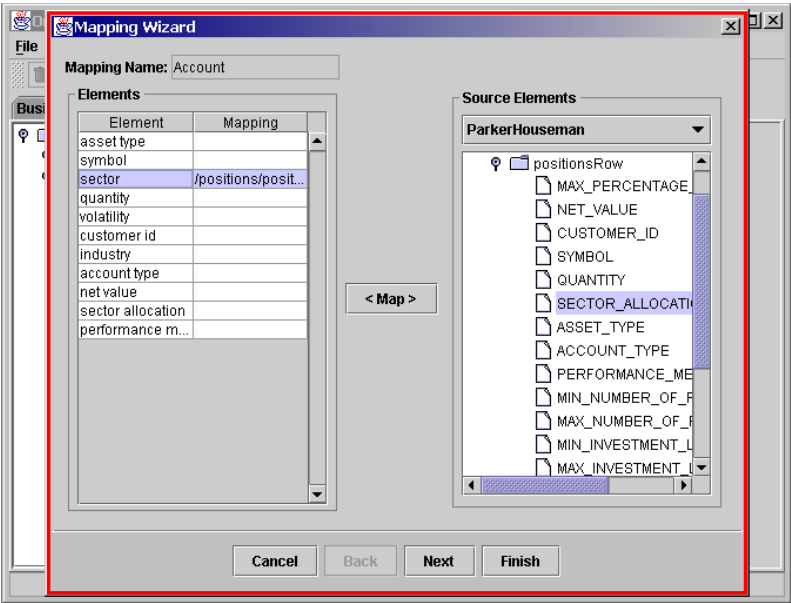 Mapping Wizard
File
Mapping Name: Account
Busi
Elements
Element Mapping
asset type
symbol
sector /positions/posit...
quantity
volatility
customer id
industry
account type
net value
sector allocation
performance m...
< Map >
Source Elements
ParkerHouseman
positionsRow
MAX_PERCENTAGE_
NET_VALUE
CUSTOMER_ID
SYMBOL
QUANTITY
SECTOR_ALLOCATI
ASSET_TYPE
ACCOUNT_TYPE
PERFORMANCE_ME
MIN_NUMBER_OF_
MAX_NUMBER_OF_
MIN_INVESTMENT_L
MAX_INVESTMENT_L
Cancel Back Next Finish